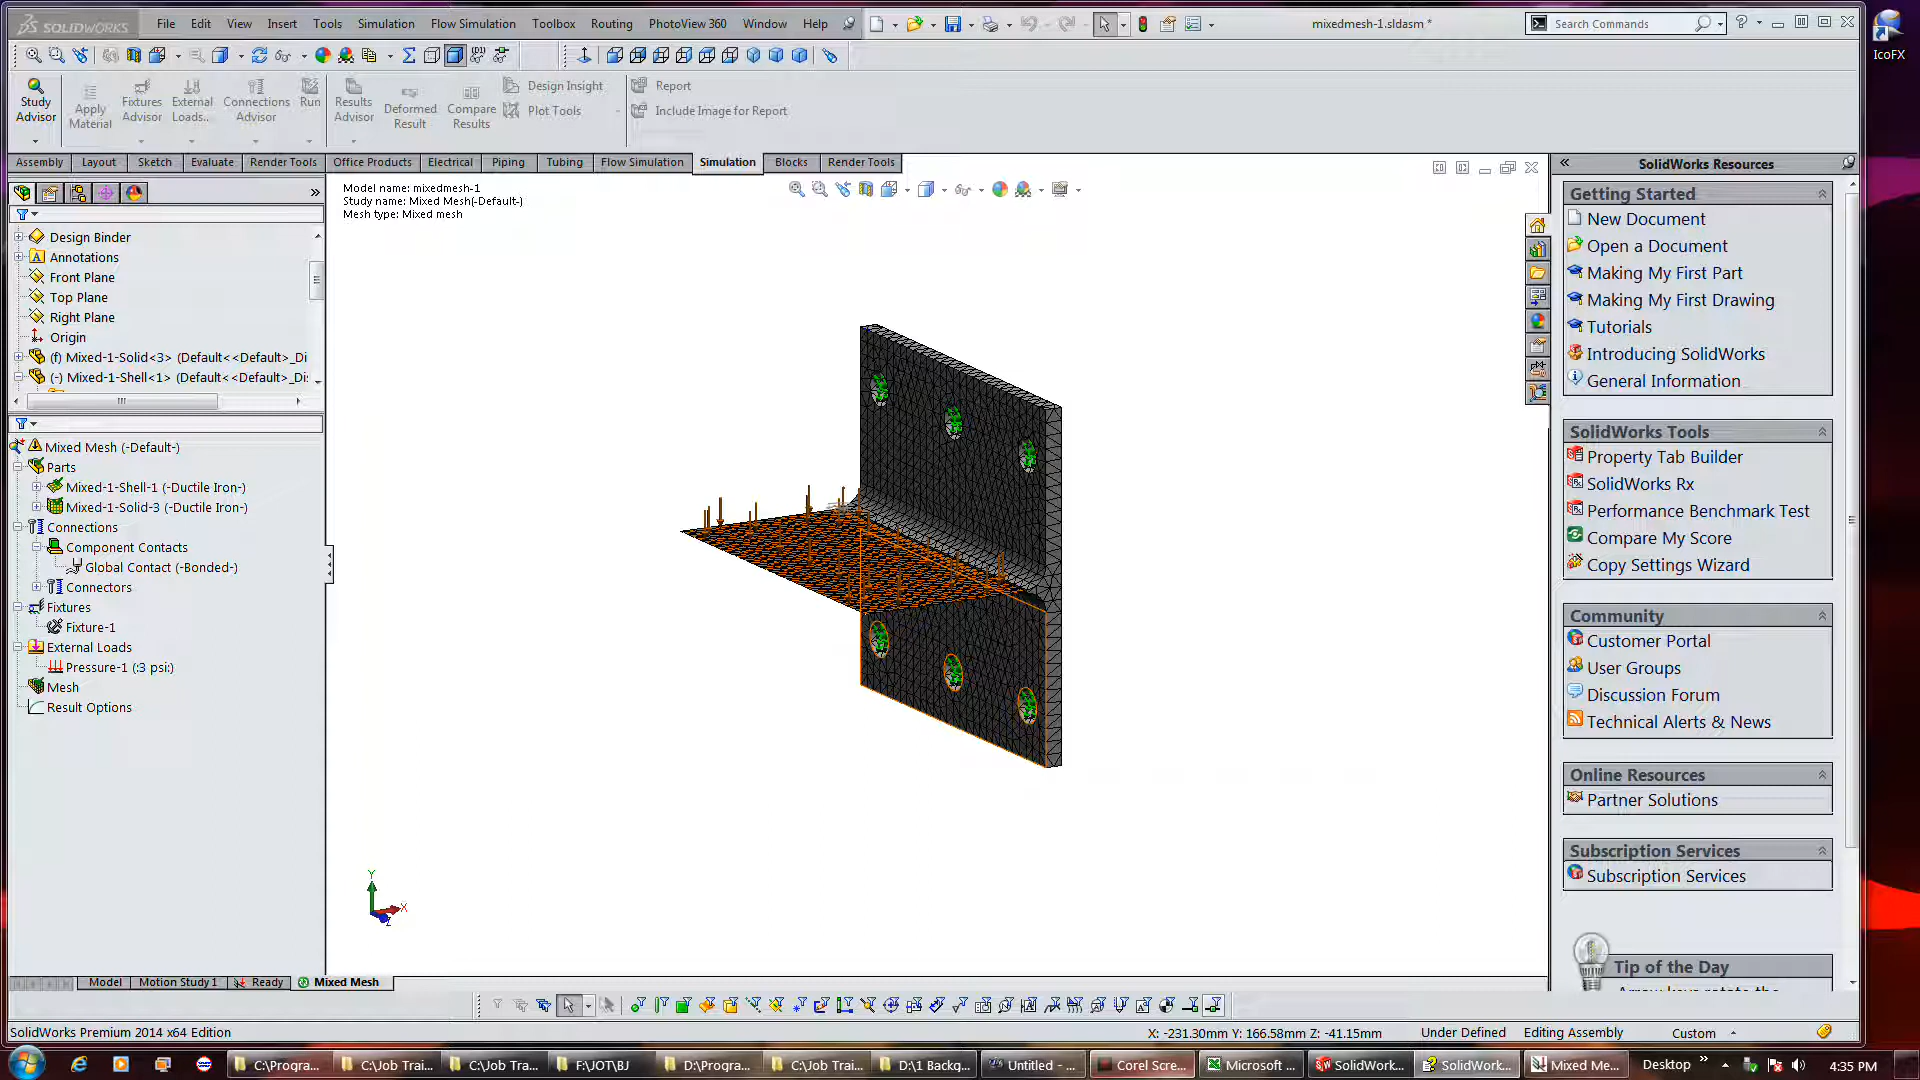 SOLIDWORKS File Edit View Insert Tools Simulation Flow Simulation Toolbox Routing PhotoView 360 Window Help mixedmesh-1.sldasm * Search Commands
IcoFX
Study Advisor
Apply Material
Fixtures Advisor
External Loads..
Connections Advisor
Run
Results Advisor
Deformed Result
Compare Results
Design Insight
Plot Tools
Report
Include Image for Report
Assembly Layout Sketch Evaluate Render Tools Office Products Electrical Piping Tubing Flow Simulation Simulation Blocks Render Tools
Model name: mixedmesh-1
Study name: Mixed Mesh(-Default-)
Mesh type: Mixed mesh
Design Binder
Annotations
Front Plane
Top Plane
Right Plane
Origin
(f) Mixed-1-Solid<3> (Default<<Default>_Di
(-) Mixed-1-Shell<1> (Default<<Default>_Di
Mixed Mesh (-Default-)
Parts
Mixed-1-Shell-1 (-Ductile Iron-)
Mixed-1-Solid-3 (-Ductile Iron-)
Connections
Component Contacts
Global Contact (-Bonded-)
Connectors
Fixtures
Fixture-1
External Loads
Pressure-1 (:3 psi:)
Mesh
Result Options
Y
X
Z
SolidWorks Resources
Getting Started
New Document
Open a Document
Making My First Part
Making My First Drawing
Tutorials
Introducing SolidWorks
General Information
SolidWorks Tools
Property Tab Builder
SolidWorks Rx
Performance Benchmark Test
Compare My Score
Copy Settings Wizard
Community
Customer Portal
User Groups
Discussion Forum
Technical Alerts & News
Online Resources
Partner Solutions
Subscription Services
Subscription Services
Tip of the Day
Model Motion Study 1 Ready Mixed Mesh
SolidWorks Premium 2014 x64 Edition X: -231.30mm Y: 166.58mm Z: -41.15mm Under Defined Editing Assembly Custom
C:\Progra... C:\Job Trai... C:\Job Tra... F:\JOT\BJ D:\Progra... C:\Job Trai... D:\1 Backg... Untitled - ... Corel Scre... Microsoft ... SolidWork... SolidWork... Mixed Me... Desktop 4:35 PM